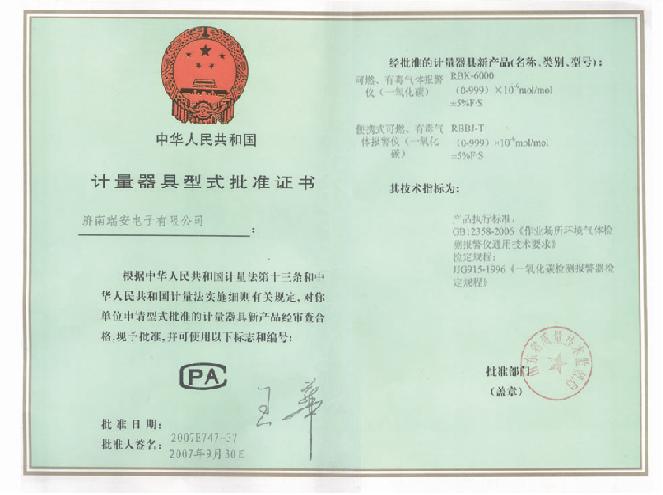 中华人民共和国
计量器具型式批准证书
济南瑞安电子有限公司:
根据中华人民共和国计量法第十三条和中
华人民共和国计量法实施细则有关规定,对你
单位申请型式批准的计量器具新产品经审查合
格,现予批准,并可使用以下标志和编号:
CPA
批准日期:
批准人签名:
2007E747-37
2007年9月30日
王華
经批准的计量器具新产品(名称、类别、型号):
可燃、有毒气体报警
仪(一氧化碳)
RBK-6000
(0-999)×10⁻⁶mol/mol
±5%F·S
便携式可燃、有毒气
体报警仪(一氧化
碳)
RBBJ-T
(0-999)×10⁻⁶mol/mol
±5%F·S
其技术指标为:
产品执行标准:
GB12358-2006《作业场所环境气体检
测报警仪通用技术要求》
检定规程:
JJG915-1996《一氧化碳检测报警器检
定规程》
批准部门
(盖章)